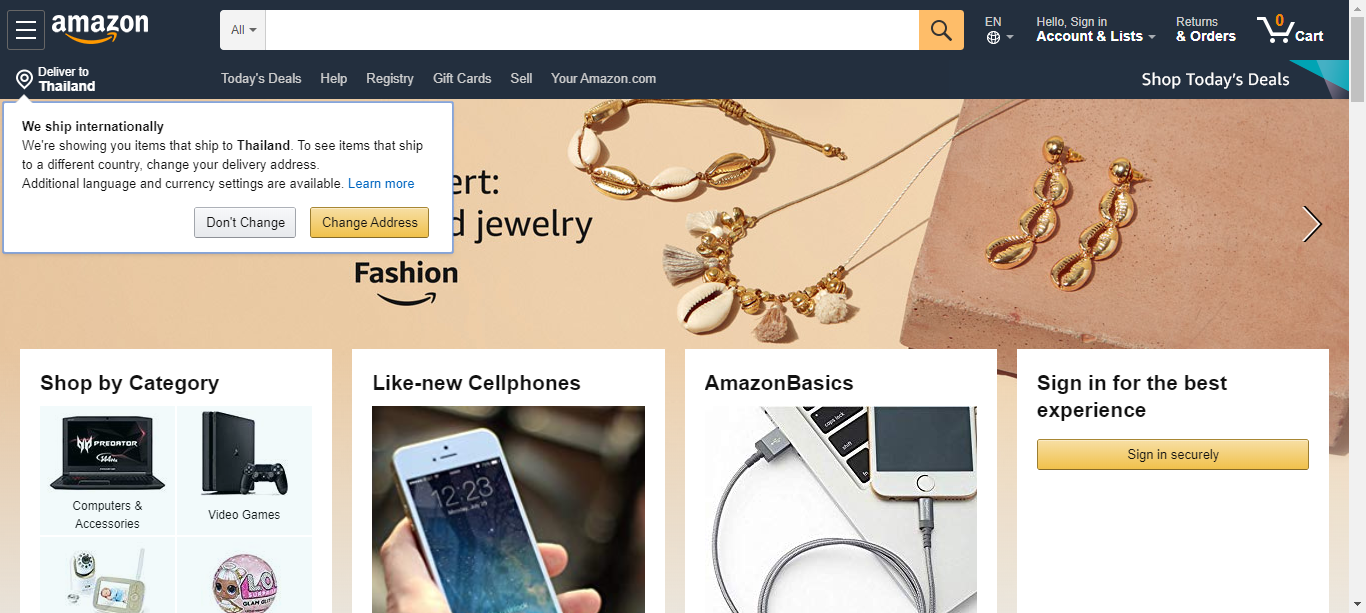 amazon
All
EN
Hello, Sign in
Account & Lists
Returns
& Orders
0
Cart
Deliver to
Thailand
Today's Deals
Help
Registry
Gift Cards
Sell
Your Amazon.com
Shop Today's Deals
We ship internationally
We're showing you items that ship to Thailand. To see items that ship
to a different country, change your delivery address.
Additional language and currency settings are available. Learn more
Don't Change
Change Address
ert:
d jewelry
Fashion
Shop by Category
PREDATOR
Computers &
Accessories
Video Games
L.O.L.
SURPRISE
Like-new Cellphones
12:23
AmazonBasics
caps lock
shift
Sign in for the best
experience
Sign in securely